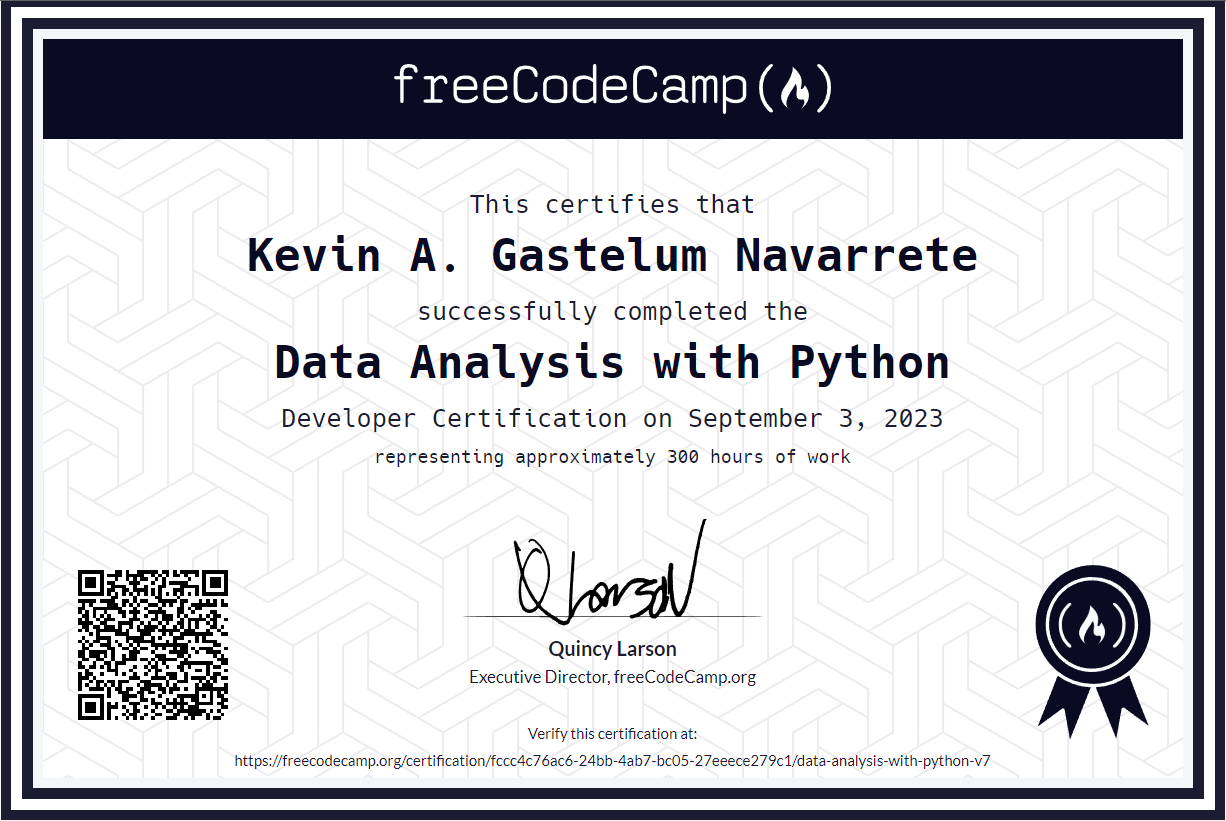 freeCodeCamp
This certifies that
Kevin A. Gastelum Navarrete
successfully completed the
Data Analysis with Python
Developer Certification on September 3, 2023
representing approximately 300 hours of work
Q Larson
Quincy Larson
Executive Director, freeCodeCamp.org
Verify this certification at:
https://freecodecamp.org/certification/fccc4c76ac6-24bb-4ab7-bc05-27eeece279c1/data-analysis-with-python-v7